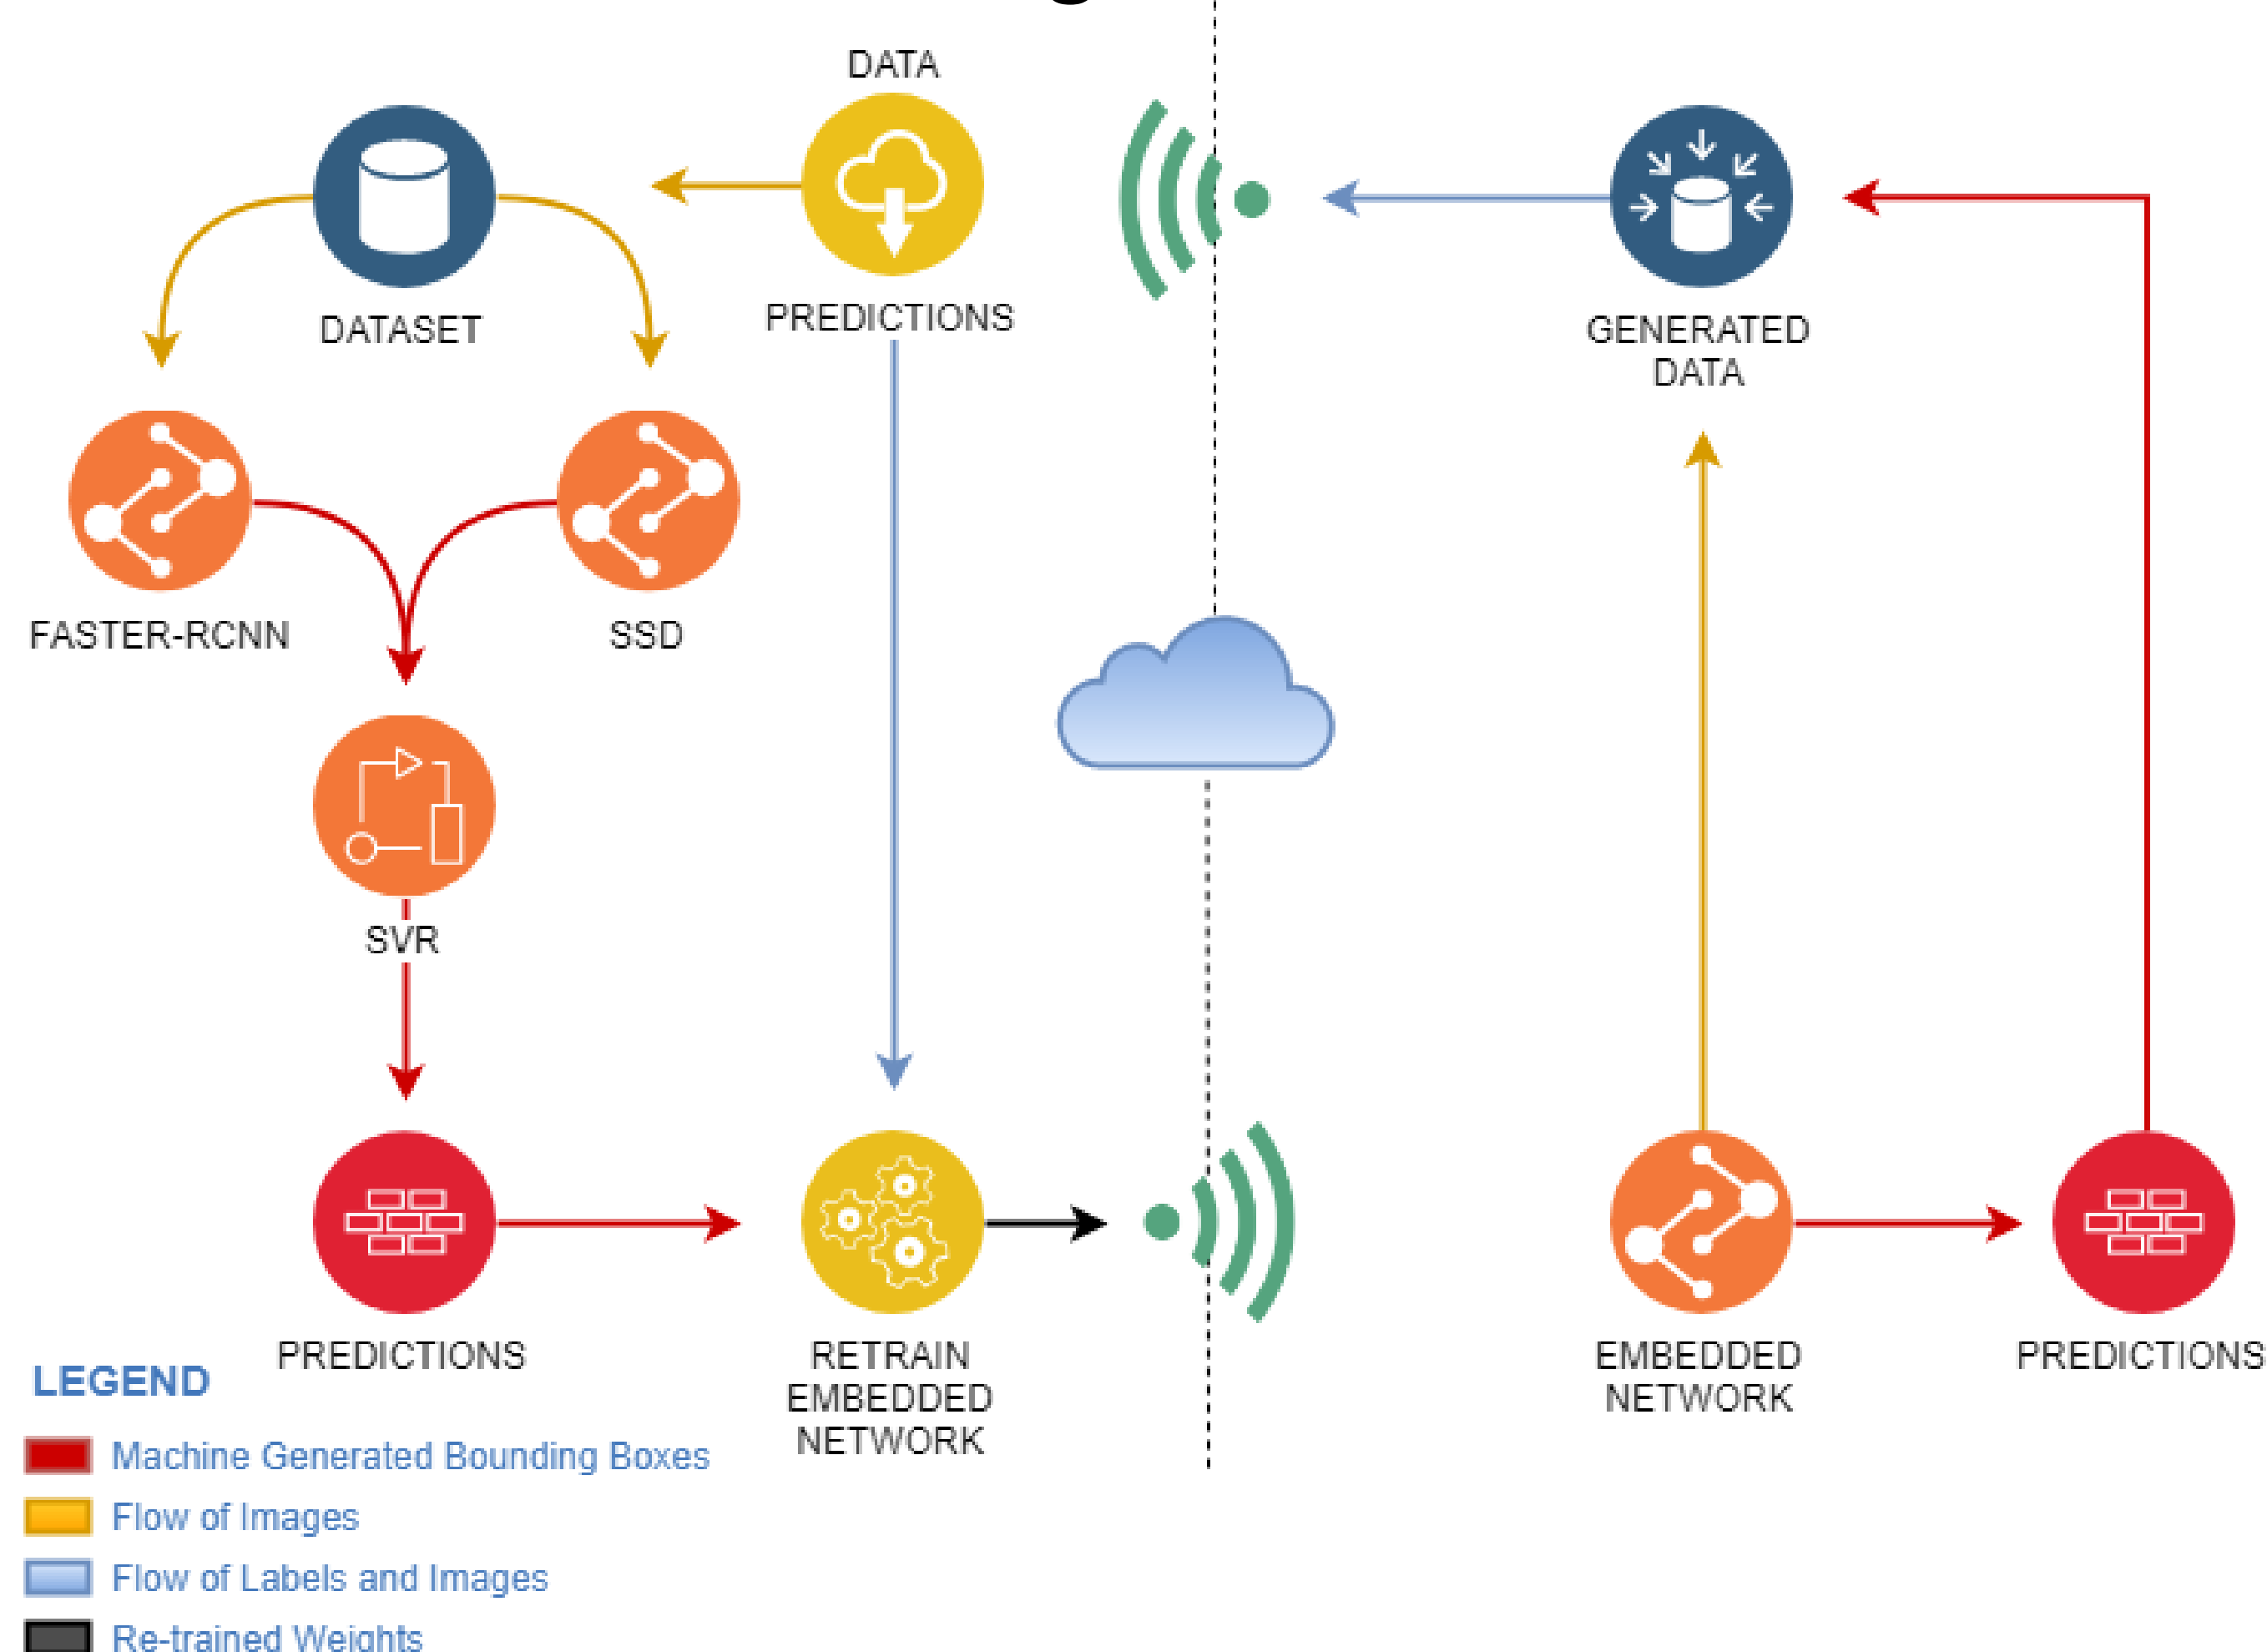 DATA
PREDICTIONS
DATASET
GENERATED
DATA
FASTER-RCNN
SSD
SVR
PREDICTIONS
RETRAIN
EMBEDDED
NETWORK
EMBEDDED
NETWORK
PREDICTIONS
LEGEND
Machine Generated Bounding Boxes
Flow of Images
Flow of Labels and Images
Re-trained Weights